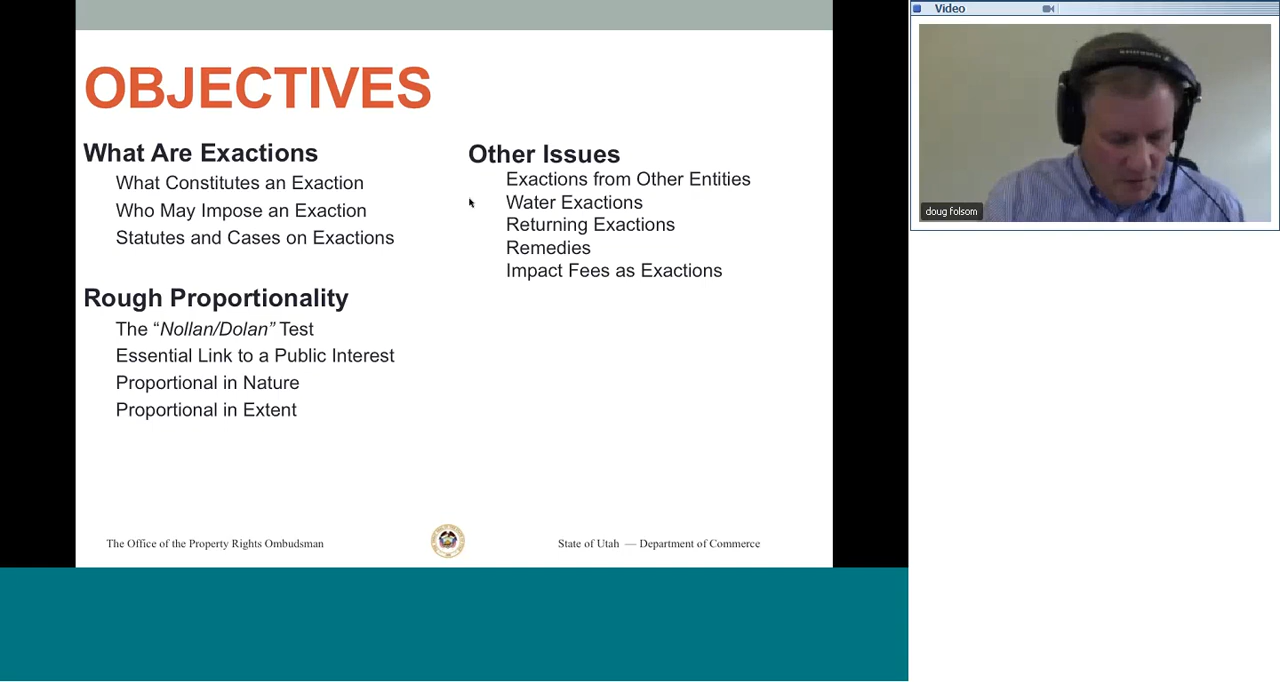 OBJECTIVES
What Are Exactions
What Constitutes an Exaction
Who May Impose an Exaction
Statutes and Cases on Exactions
Rough Proportionality
The “Nollan/Dolan” Test
Essential Link to a Public Interest
Proportional in Nature
Proportional in Extent
Other Issues
Exactions from Other Entities
Water Exactions
Returning Exactions
Remedies
Impact Fees as Exactions
The Office of the Property Rights Ombudsman
State of Utah — Department of Commerce
Video
doug folsom